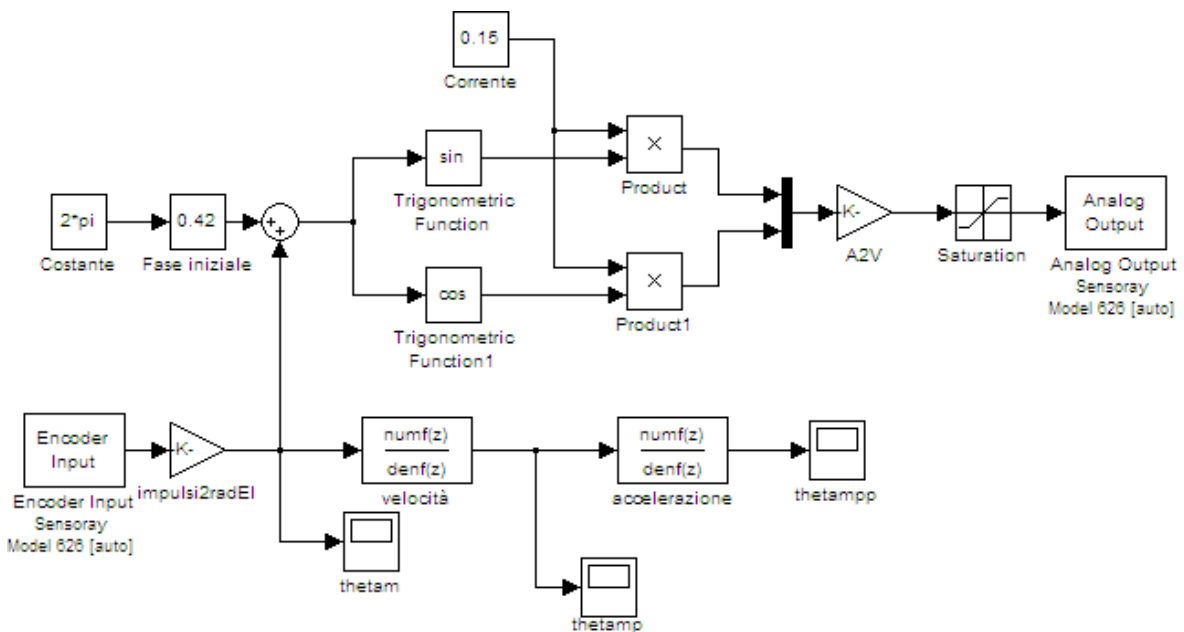 0.15
Corrente
sin
Trigonometric
Function
×
Product
2*pi
Costante
0.42
Fase iniziale
+
+
cos
Trigonometric
Function1
×
Product1
K-
A2V
Saturation
Analog
Output
Analog Output
Sensoray
Model 626 [auto]
Encoder
Input
Encoder Input
Sensoray
Model 626 [auto]
K-
impulsi2radEl
numf(z)
denf(z)
velocità
numf(z)
denf(z)
accelerazione
thetampp
thetam
thetamp